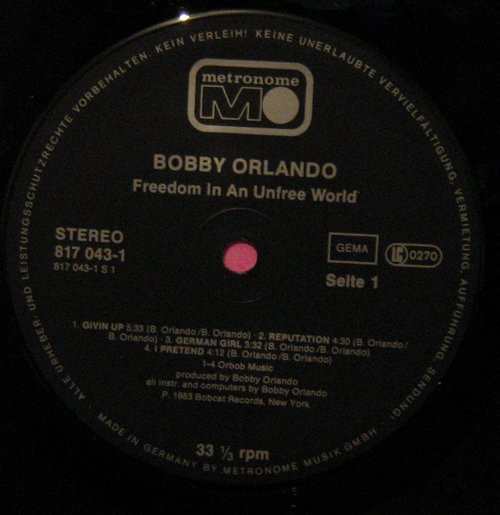 ALLE URHEBER- UND LEISTUNGSSCHUTZRECHTE VORBEHALTEN. KEIN VERLEIH! KEINE UNERLAUBTE VERVIELFÄLTIGUNG, VERMIETUNG, AUFFÜHRUNG, SENDUNG!
metronome
BOBBY ORLANDO
Freedom In An Unfree World
STEREO
817 043-1
817 043-1 S 1
GEMA
LC 0270
Seite 1
1. GIVIN UP 5:33 (B. Orlando/B. Orlando) · 2. REPUTATION 4:30 (B. Orlando/
B. Orlando) · 3. GERMAN GIRL 3:32 (B. Orlando/B. Orlando)
4. I PRETEND 4:12 (B. Orlando/B. Orlando)
1-4 Orbob Music
produced by Bobby Orlando
all instr. and computers by Bobby Orlando
P. 1983 Bobcat Records, New York
33 ⅓ rpm
· MADE IN GERMANY BY METRONOME MUSIK GMBH ·